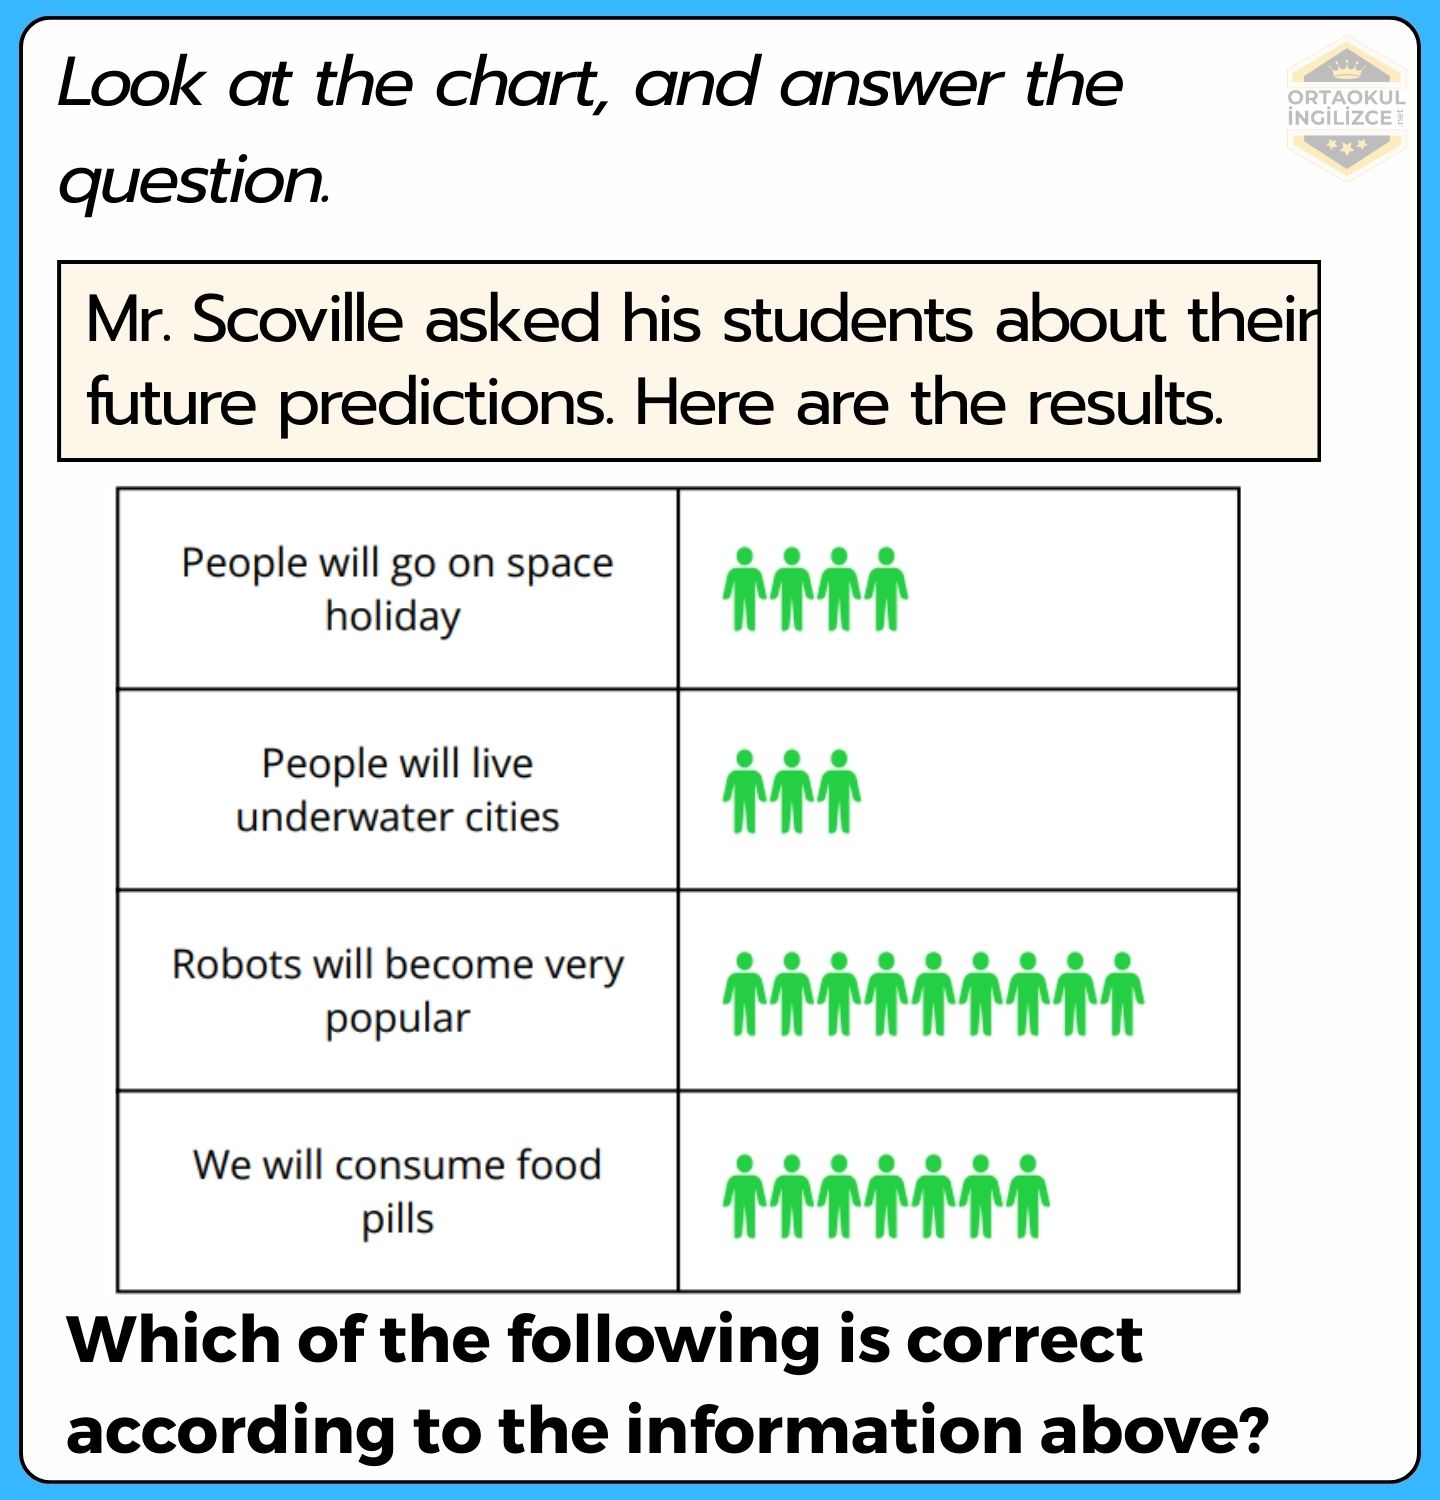 Look at the chart, and answer the
question.
ORTAOKUL
İNGİLİZCE .net
Mr. Scoville asked his students about their
future predictions. Here are the results.
People will go on space
holiday
People will live
underwater cities
Robots will become very
popular
We will consume food
pills
Which of the following is correct
according to the information above?